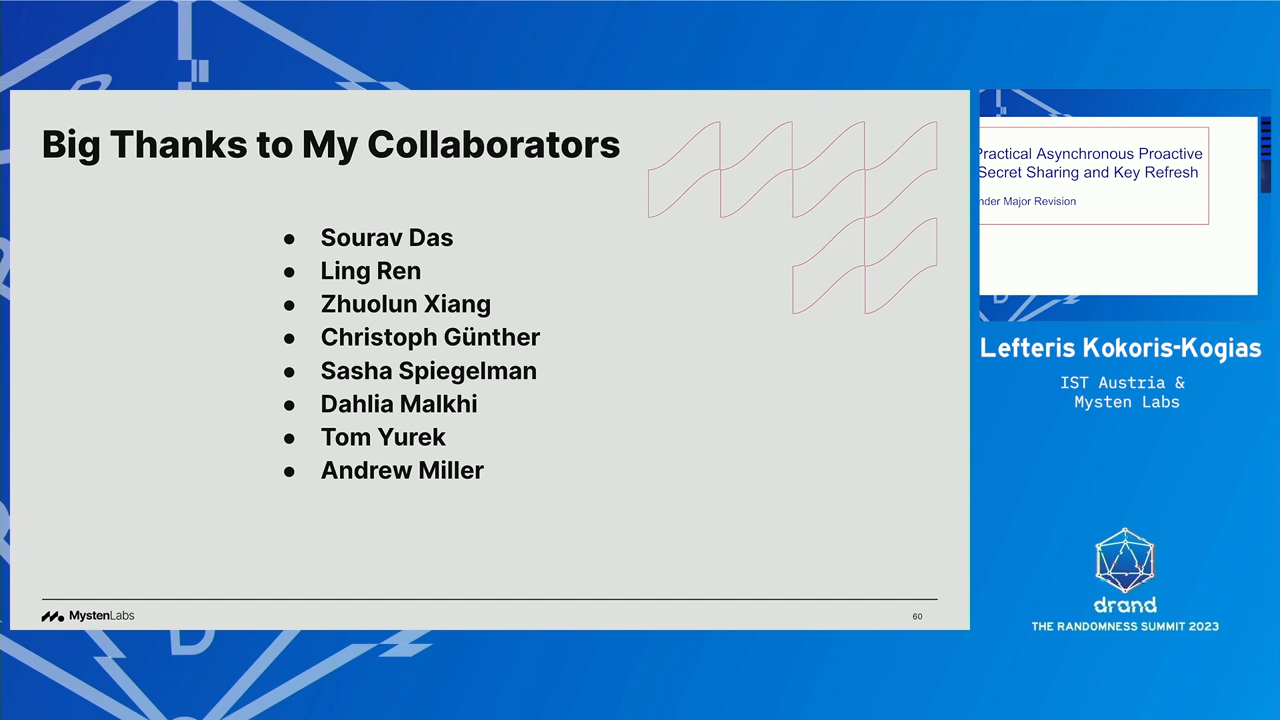 Big Thanks to My Collaborators
● Sourav Das
● Ling Ren
● Zhuolun Xiang
● Christoph Günther
● Sasha Spiegelman
● Dahlia Malkhi
● Tom Yurek
● Andrew Miller
MystenLabs
60
Practical Asynchronous Proactive
Secret Sharing and Key Refresh
nder Major Revision
Lefteris Kokoris-Kogias
IST Austria &
Mysten Labs
drand
THE RANDOMNESS SUMMIT 2023